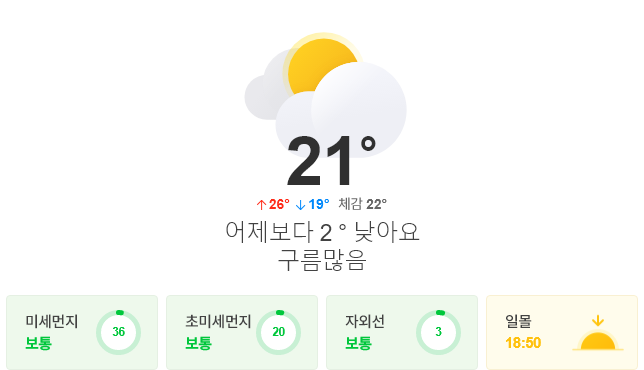 21°
↑26° ↓19° 체감 22°
어제보다 2 ° 낮아요
구름많음
미세먼지
보통
36
초미세먼지
보통
20
자외선
보통
3
일몰
18:50